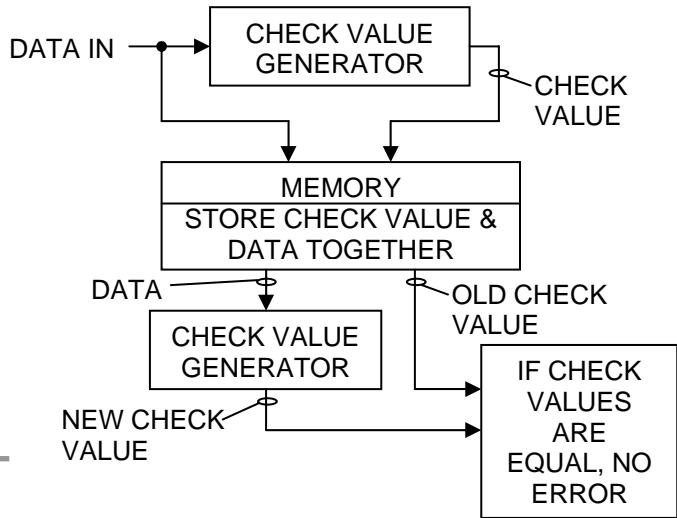 DATA IN
CHECK VALUE
GENERATOR
CHECK
VALUE
MEMORY
STORE CHECK VALUE &
DATA TOGETHER
DATA
OLD CHECK
VALUE
CHECK VALUE
GENERATOR
IF CHECK
VALUES
ARE
EQUAL, NO
ERROR
NEW CHECK
VALUE